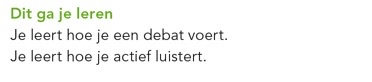 Dit ga je leren
Je leert hoe je een debat voert.
Je leert hoe je actief luistert.